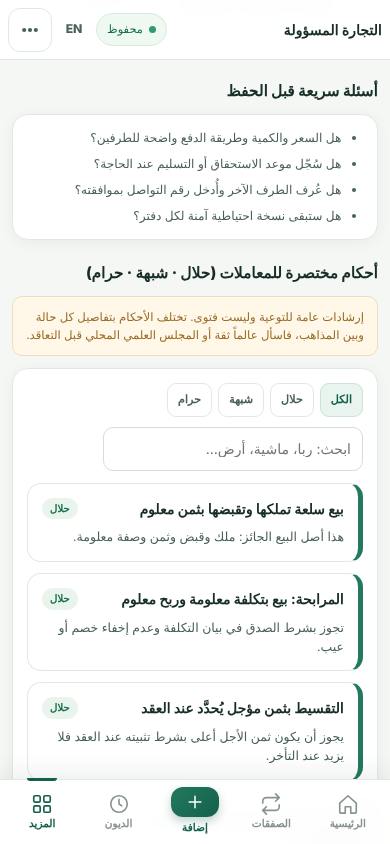 التجارة المسؤولة
محفوظ
EN
أسئلة سريعة قبل الحفظ
هل السعر والكمية وطريقة الدفع واضحة للطرفين؟
هل سُجّل موعد الاستحقاق أو التسليم عند الحاجة؟
هل عُرف الطرف الآخر وأُدخل رقم التواصل بموافقته؟
هل ستبقى نسخة احتياطية آمنة لكل دفتر؟
أحكام مختصرة للمعاملات (حلال · شبهة · حرام)
إرشادات عامة للتوعية وليست فتوى. تختلف الأحكام بتفاصيل كل حالة
وبين المذاهب، فاسأل عالماً ثقة أو المجلس العلمي المحلي قبل التعاقد.
الكل
حلال
شبهة
حرام
ابحث: ربا، ماشية، أرض...
بيع سلعة تملكها وتقبضها بثمن معلوم
حلال
هذا أصل البيع الجائز: ملك وقبض وثمن وصفة معلومة.
المرابحة: بيع بتكلفة معلومة وربح معلوم
حلال
تجوز بشرط الصدق في بيان التكلفة وعدم إخفاء خصم أو
عيب.
التقسيط بثمن مؤجل يُحدَّد عند العقد
حلال
يجوز أن يكون ثمن الأجل أعلى بشرط تثبيته عند العقد فلا
يزيد عند التأخر.
الرئيسية
الصفقات
إضافة
الديون
المزيد